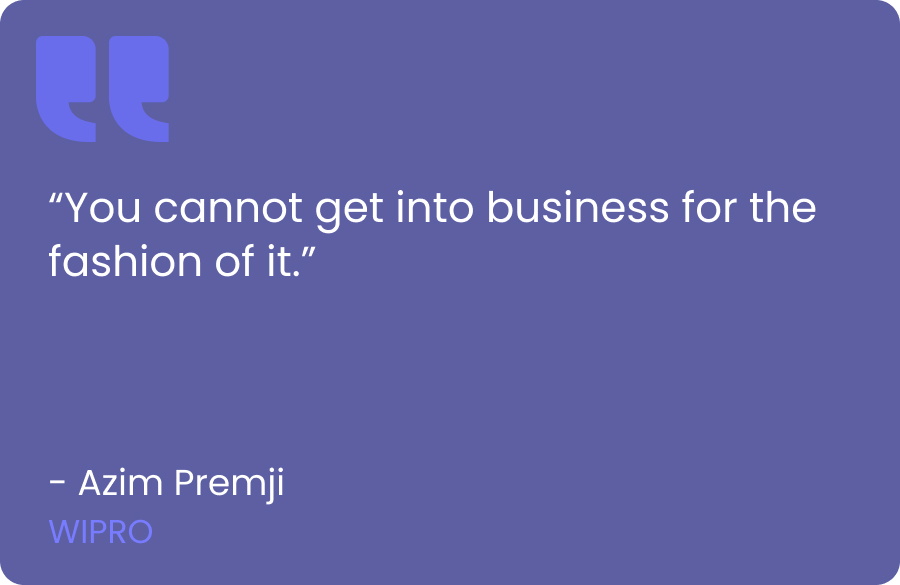 “You cannot get into business for the
fashion of it.”
- Azim Premji
WIPRO